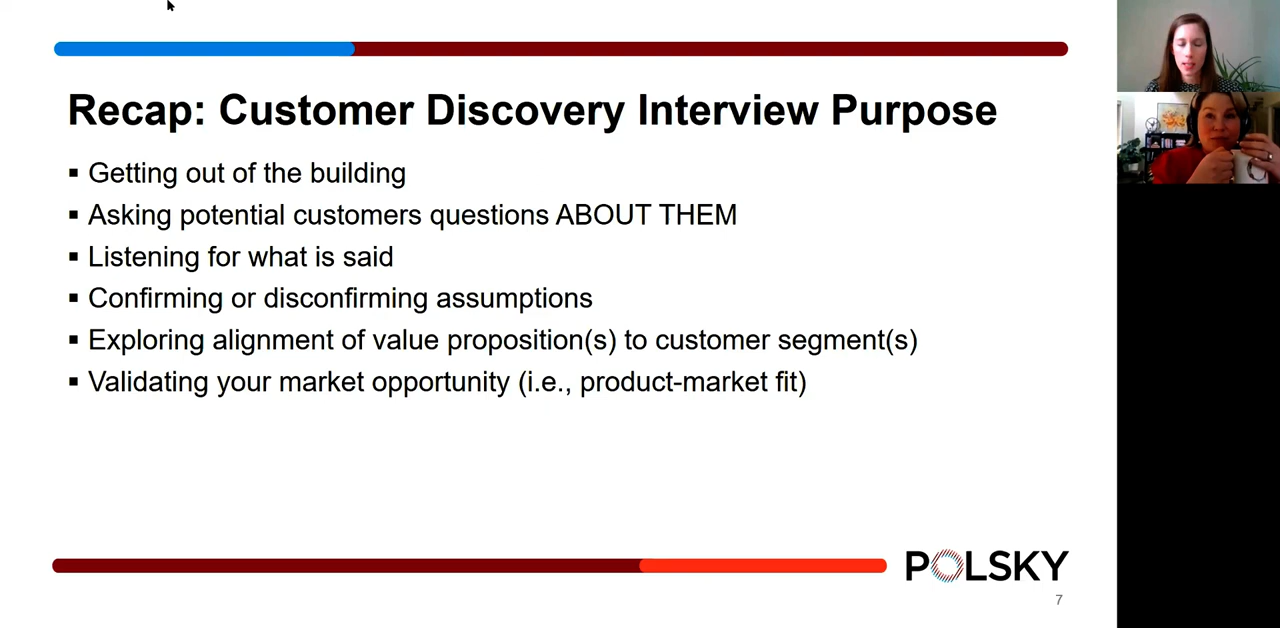 Recap: Customer Discovery Interview Purpose
▪ Getting out of the building
▪ Asking potential customers questions ABOUT THEM
▪ Listening for what is said
▪ Confirming or disconfirming assumptions
▪ Exploring alignment of value proposition(s) to customer segment(s)
▪ Validating your market opportunity (i.e., product-market fit)
POLSKY
7